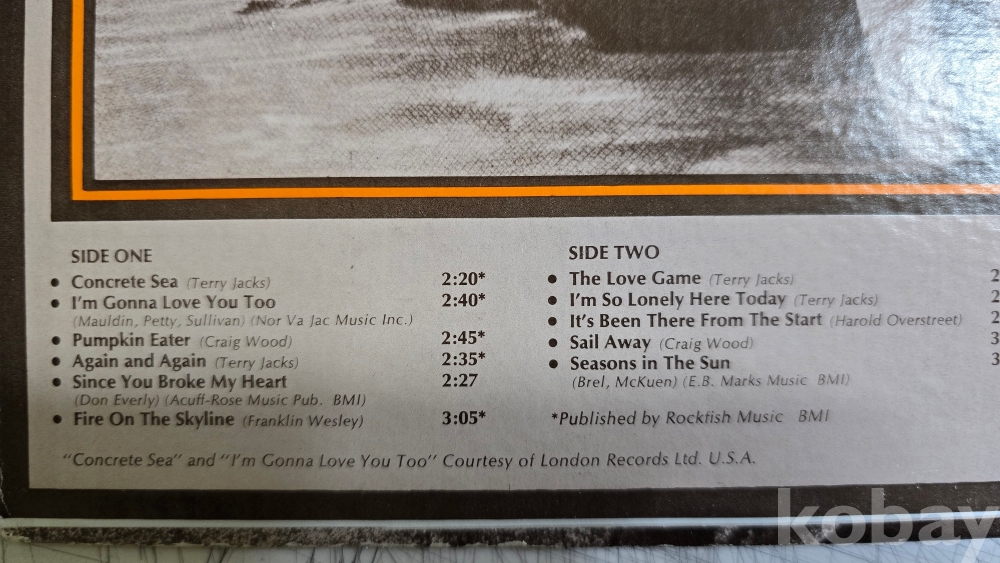 SIDE ONE
• Concrete Sea (Terry Jacks) 2:20*
• I'm Gonna Love You Too 2:40*
(Mauldin, Petty, Sullivan) (Nor Va Jac Music Inc.)
• Pumpkin Eater (Craig Wood) 2:45*
• Again and Again (Terry Jacks) 2:35*
• Since You Broke My Heart 2:27
(Don Everly) (Acuff-Rose Music Pub. BMI)
• Fire On The Skyline (Franklin Wesley) 3:05*
SIDE TWO
• The Love Game (Terry Jacks) 2
• I'm So Lonely Here Today (Terry Jacks) 2
• It's Been There From The Start (Harold Overstreet) 2
• Sail Away (Craig Wood) 3
• Seasons in The Sun 3
(Brel, McKuen) (E.B. Marks Music BMI)
*Published by Rockfish Music BMI
"Concrete Sea" and "I'm Gonna Love You Too" Courtesy of London Records Ltd. U.S.A.
kobay